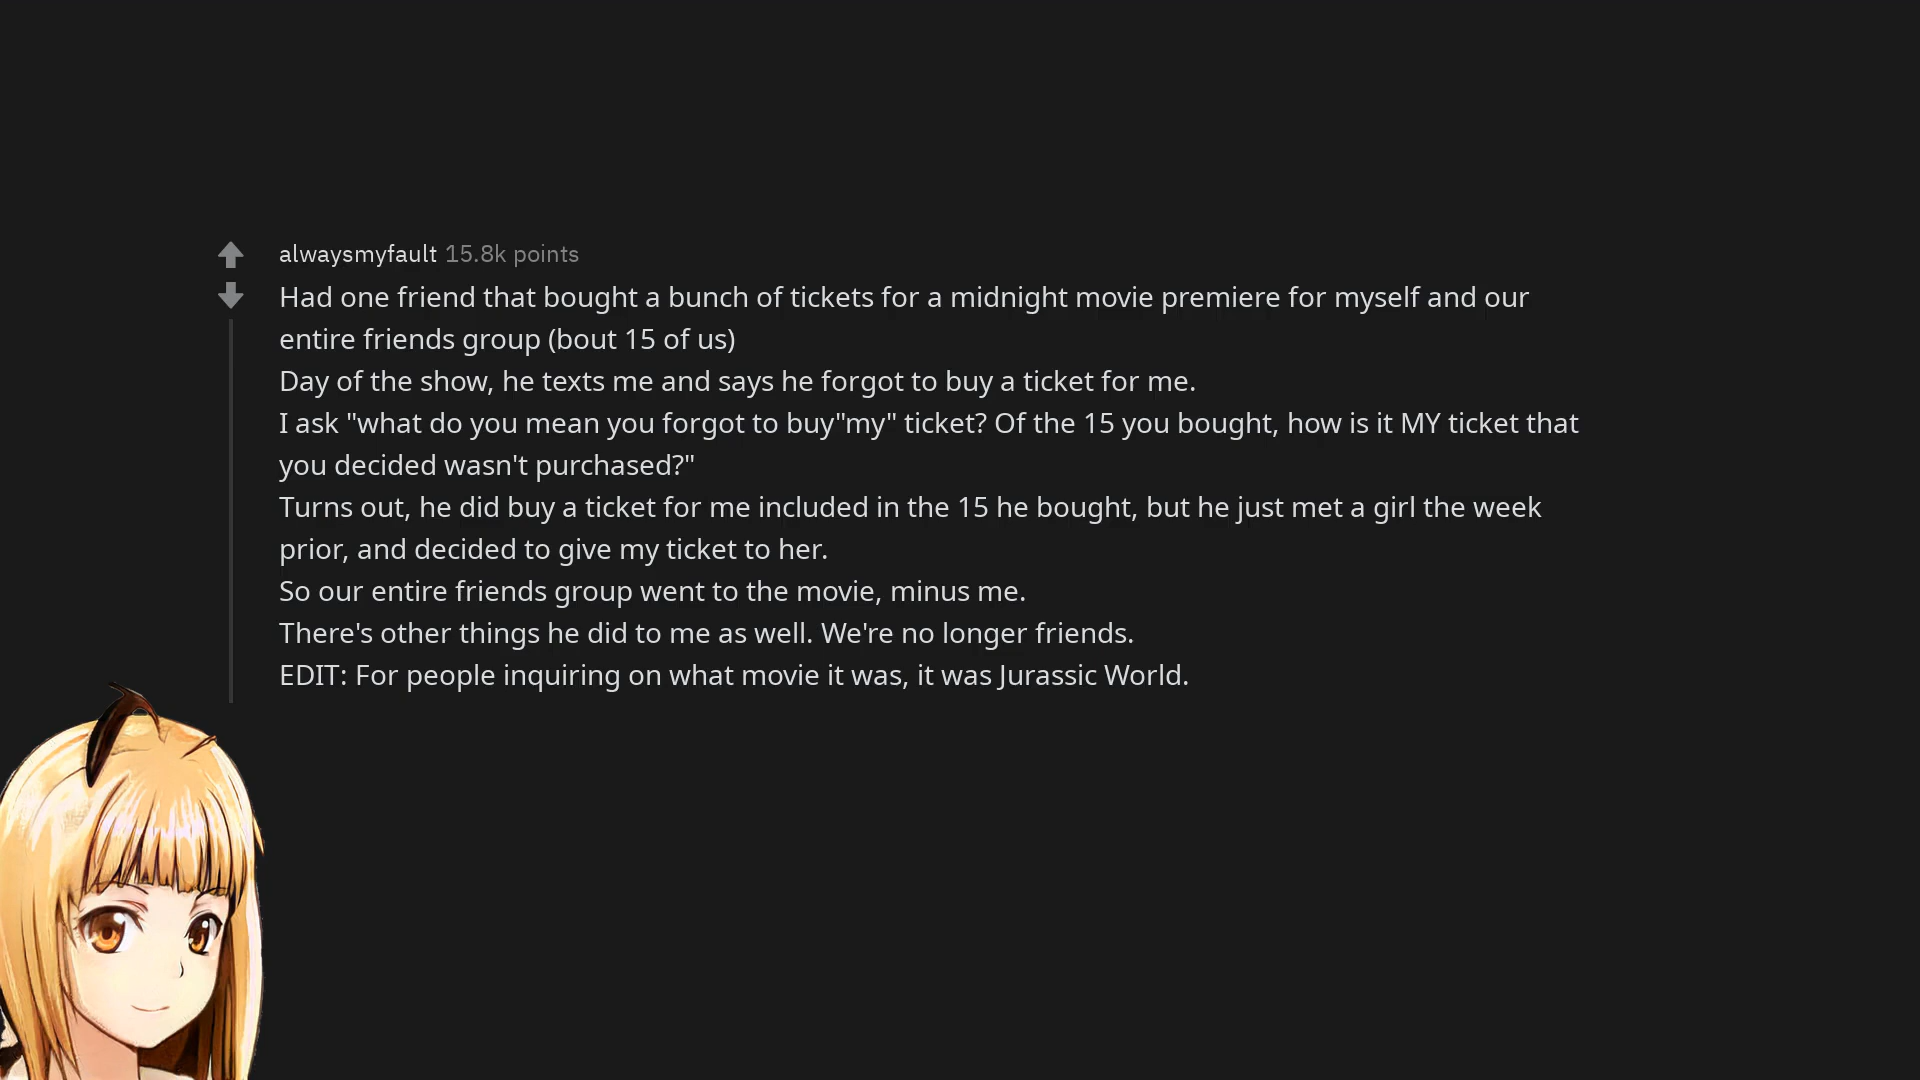 alwaysmyfault 15.8k points
Had one friend that bought a bunch of tickets for a midnight movie premiere for myself and our
entire friends group (bout 15 of us)
Day of the show, he texts me and says he forgot to buy a ticket for me.
I ask "what do you mean you forgot to buy"my" ticket? Of the 15 you bought, how is it MY ticket that
you decided wasn't purchased?"
Turns out, he did buy a ticket for me included in the 15 he bought, but he just met a girl the week
prior, and decided to give my ticket to her.
So our entire friends group went to the movie, minus me.
There's other things he did to me as well. We're no longer friends.
EDIT: For people inquiring on what movie it was, it was Jurassic World.